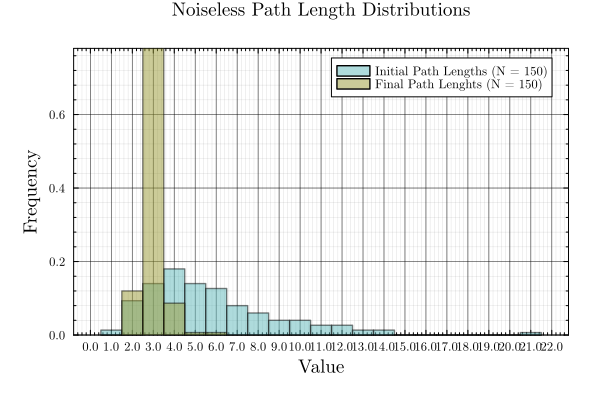 Noiseless Path Length Distributions
Initial Path Lengths (N = 150)
Final Path Lenghts (N = 150)
Frequency
0.6
0.4
0.2
0.0
0.0 1.0 2.0 3.0 4.0 5.0 6.0 7.0 8.0 9.0 10.0 11.0 12.0 13.0 14.0 15.0 16.0 17.0 18.0 19.0 20.0 21.0 22.0
Value